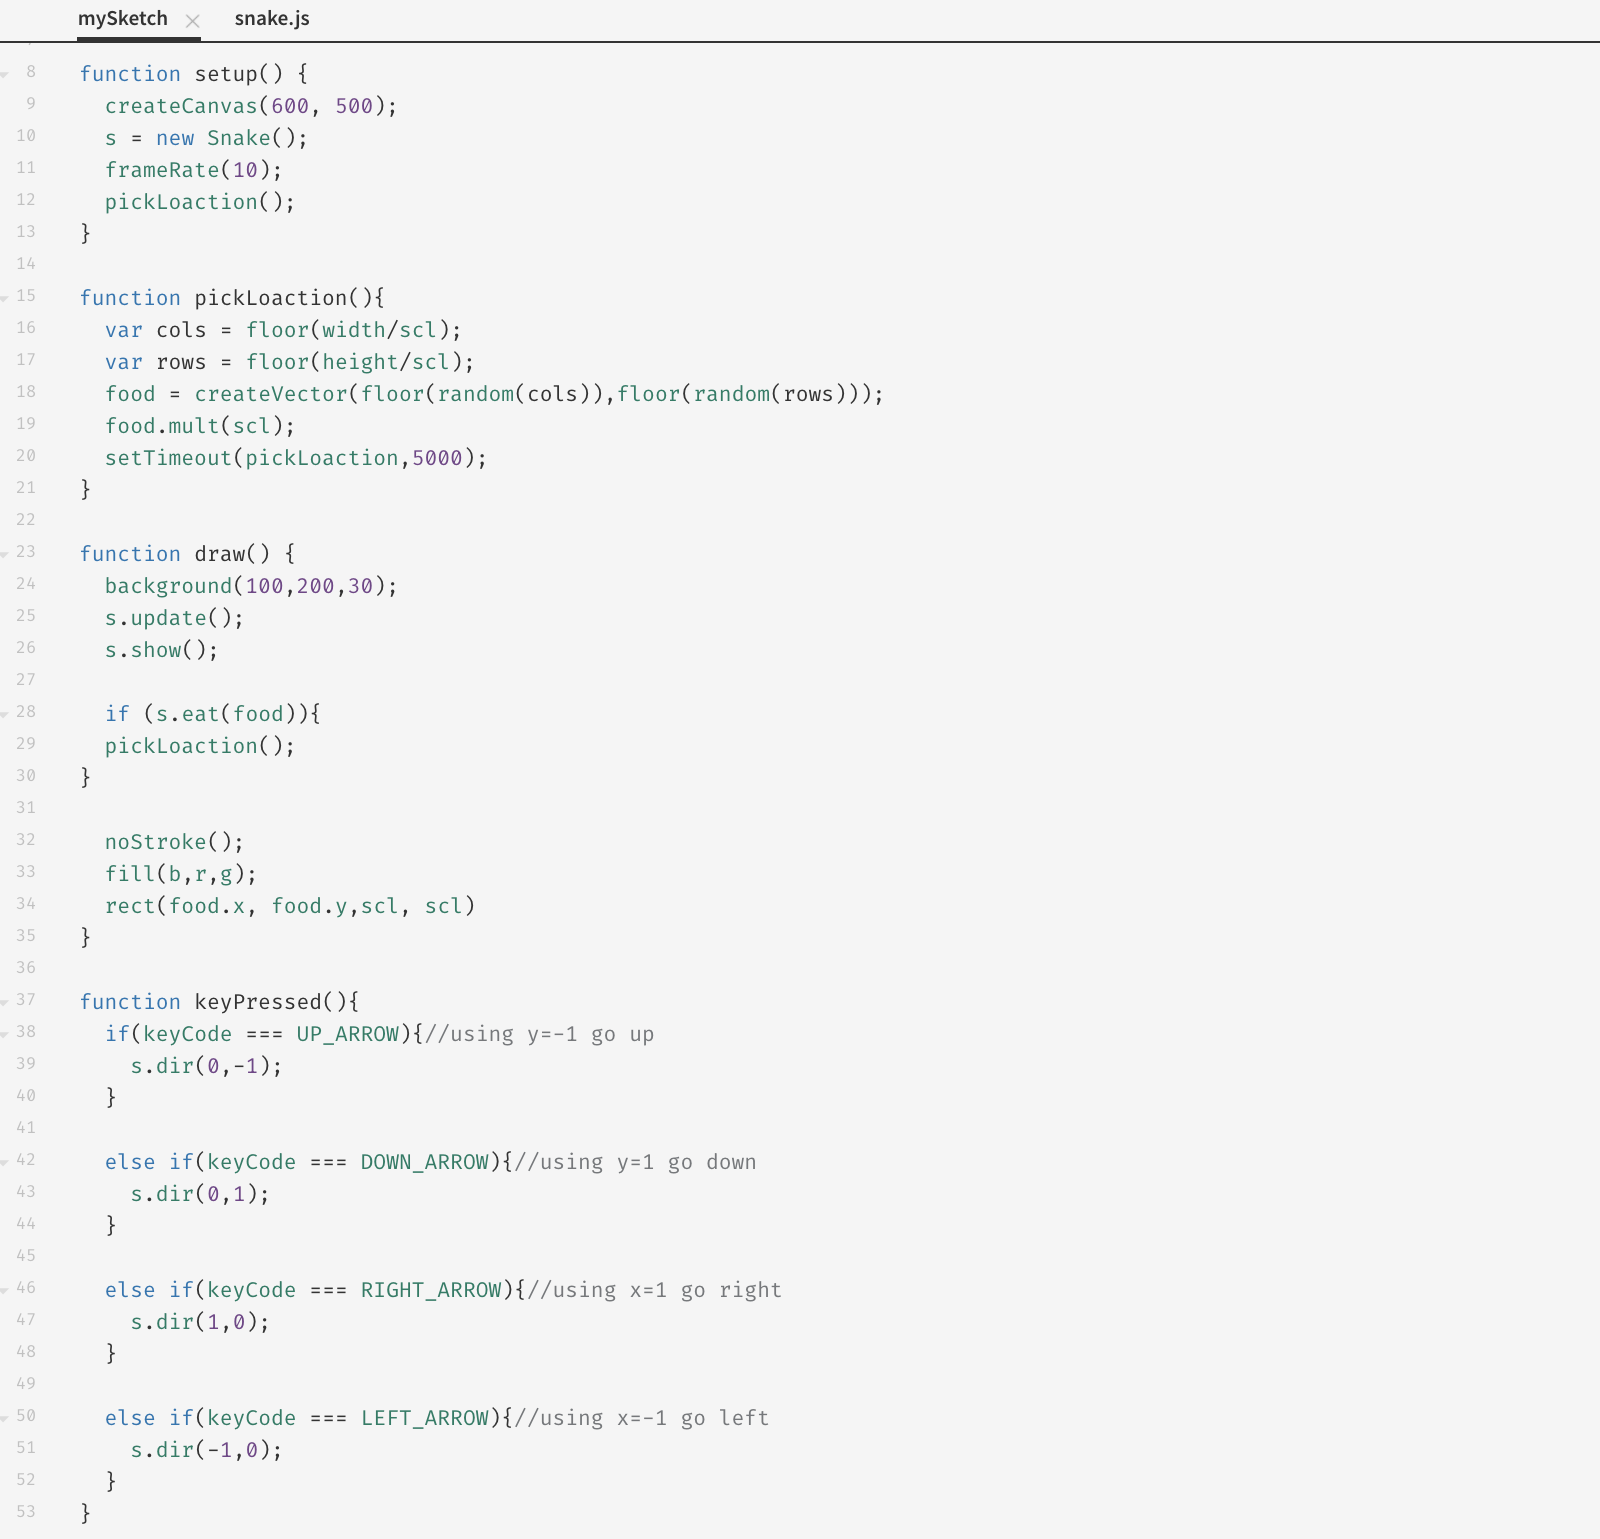 mySketch × snake.js
8 function setup() {
9 createCanvas(600, 500);
10 s = new Snake();
11 frameRate(10);
12 pickLoaction();
13 }
14
15 function pickLoaction(){
16 var cols = floor(width/scl);
17 var rows = floor(height/scl);
18 food = createVector(floor(random(cols)),floor(random(rows)));
19 food.mult(scl);
20 setTimeout(pickLoaction,5000);
21 }
22
23 function draw() {
24 background(100,200,30);
25 s.update();
26 s.show();
27
28 if (s.eat(food)){
29 pickLoaction();
30 }
31
32 noStroke();
33 fill(b,r,g);
34 rect(food.x, food.y,scl, scl)
35 }
36
37 function keyPressed(){
38 if(keyCode === UP_ARROW){//using y=-1 go up
39 s.dir(0,-1);
40 }
41
42 else if(keyCode === DOWN_ARROW){//using y=1 go down
43 s.dir(0,1);
44 }
45
46 else if(keyCode === RIGHT_ARROW){//using x=1 go right
47 s.dir(1,0);
48 }
49
50 else if(keyCode === LEFT_ARROW){//using x=-1 go left
51 s.dir(-1,0);
52 }
53 }